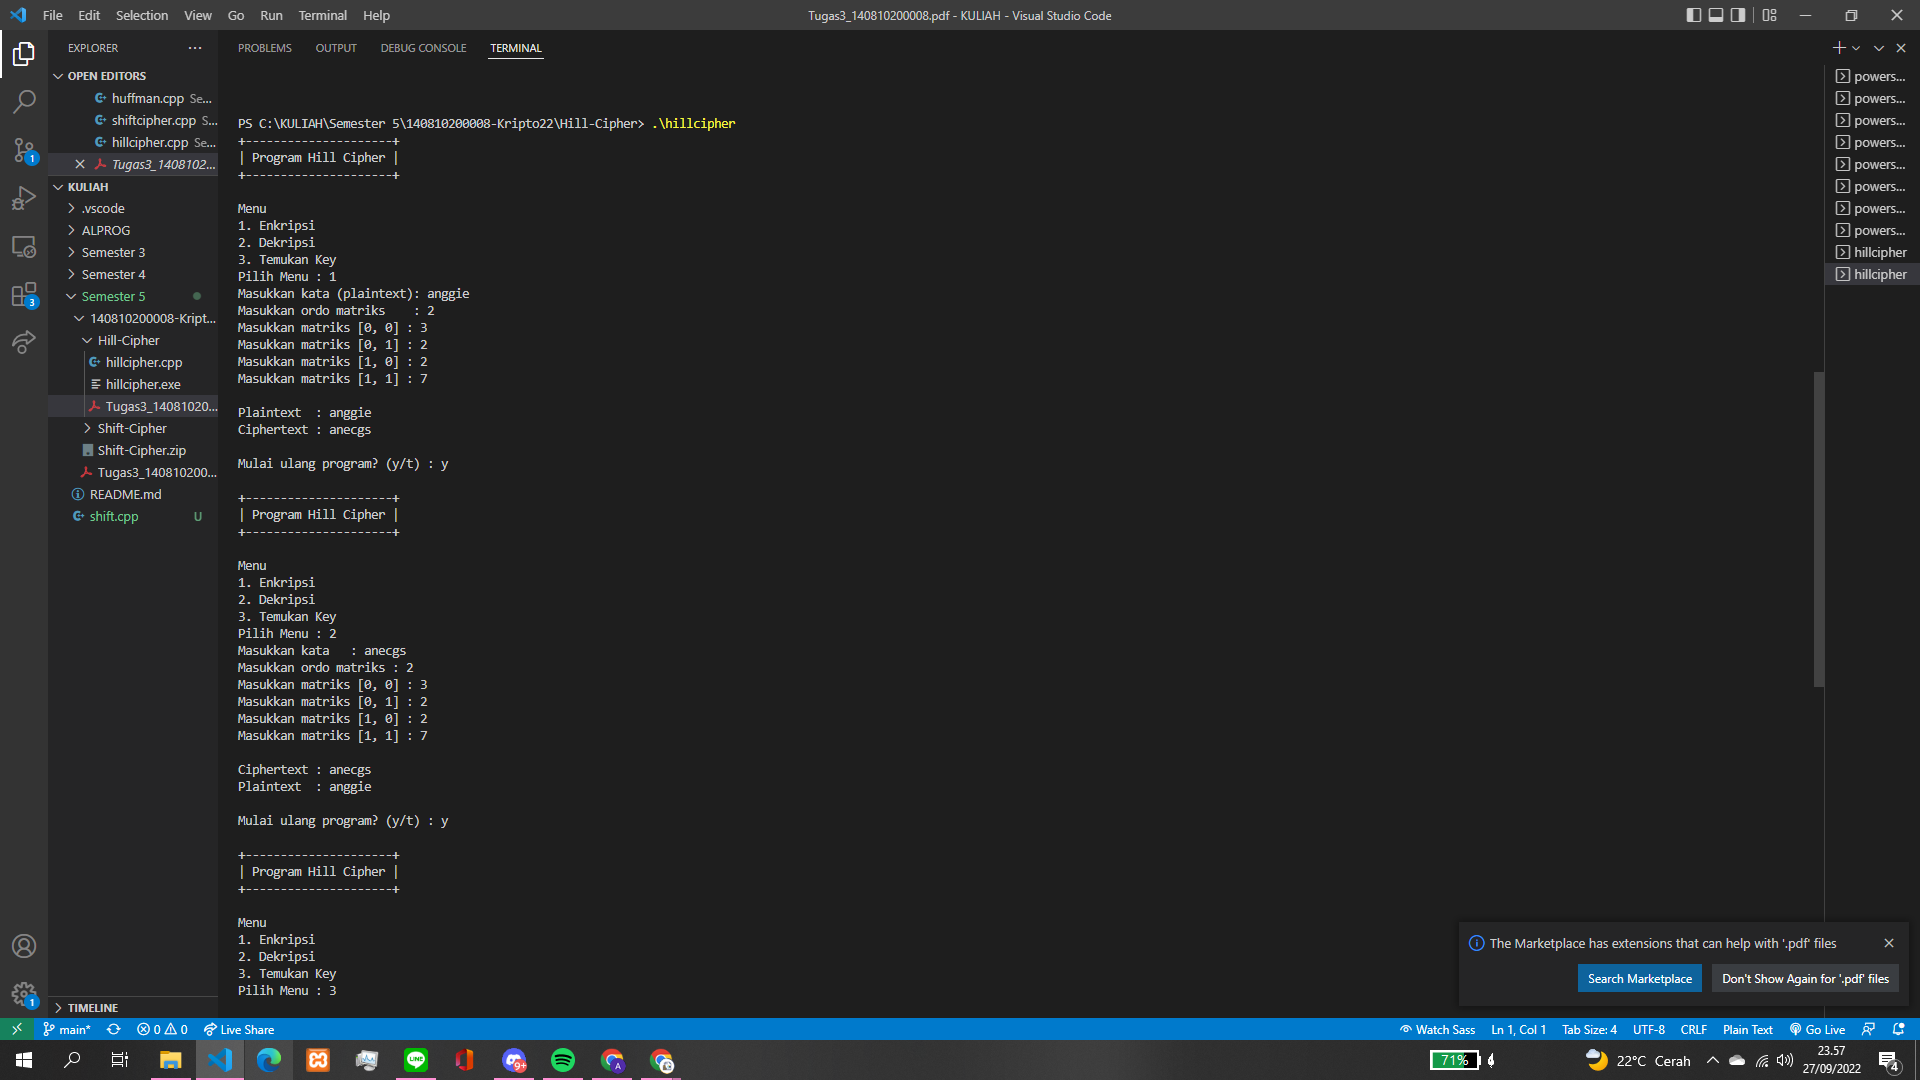 File Edit Selection View Go Run Terminal Help
Tugas3_140810200008.pdf - KULIAH - Visual Studio Code
EXPLORER
OPEN EDITORS
huffman.cpp Se...
shiftcipher.cpp S...
hillcipher.cpp Se...
Tugas3_1408102...
KULIAH
.vscode
ALPROG
Semester 3
Semester 4
Semester 5
140810200008-Kript...
Hill-Cipher
hillcipher.cpp
hillcipher.exe
Tugas3_14081020...
Shift-Cipher
Shift-Cipher.zip
Tugas3_140810200...
README.md
shift.cpp U
TIMELINE
1
3
1
PROBLEMS OUTPUT DEBUG CONSOLE TERMINAL
PS C:\KULIAH\Semester 5\140810200008-Kripto22\Hill-Cipher> .\hillcipher
+---------------------+
| Program Hill Cipher |
+---------------------+
Menu
1. Enkripsi
2. Dekripsi
3. Temukan Key
Pilih Menu : 1
Masukkan kata (plaintext): anggie
Masukkan ordo matriks    : 2
Masukkan matriks [0, 0] : 3
Masukkan matriks [0, 1] : 2
Masukkan matriks [1, 0] : 2
Masukkan matriks [1, 1] : 7
Plaintext  : anggie
Ciphertext : anecgs
Mulai ulang program? (y/t) : y
+---------------------+
| Program Hill Cipher |
+---------------------+
Menu
1. Enkripsi
2. Dekripsi
3. Temukan Key
Pilih Menu : 2
Masukkan kata   : anecgs
Masukkan ordo matriks : 2
Masukkan matriks [0, 0] : 3
Masukkan matriks [0, 1] : 2
Masukkan matriks [1, 0] : 2
Masukkan matriks [1, 1] : 7
Ciphertext : anecgs
Plaintext  : anggie
Mulai ulang program? (y/t) : y
+---------------------+
| Program Hill Cipher |
+---------------------+
Menu
1. Enkripsi
2. Dekripsi
3. Temukan Key
Pilih Menu : 3
powers...
powers...
powers...
powers...
powers...
powers...
powers...
powers...
hillcipher
hillcipher
The Marketplace has extensions that can help with '.pdf' files
Search Marketplace
Don't Show Again for '.pdf' files
main* 0 0 Live Share
Watch Sass Ln 1, Col 1 Tab Size: 4 UTF-8 CRLF Plain Text Go Live
LINE
9+
A
71%
22°C Cerah
23.57
27/09/2022
4